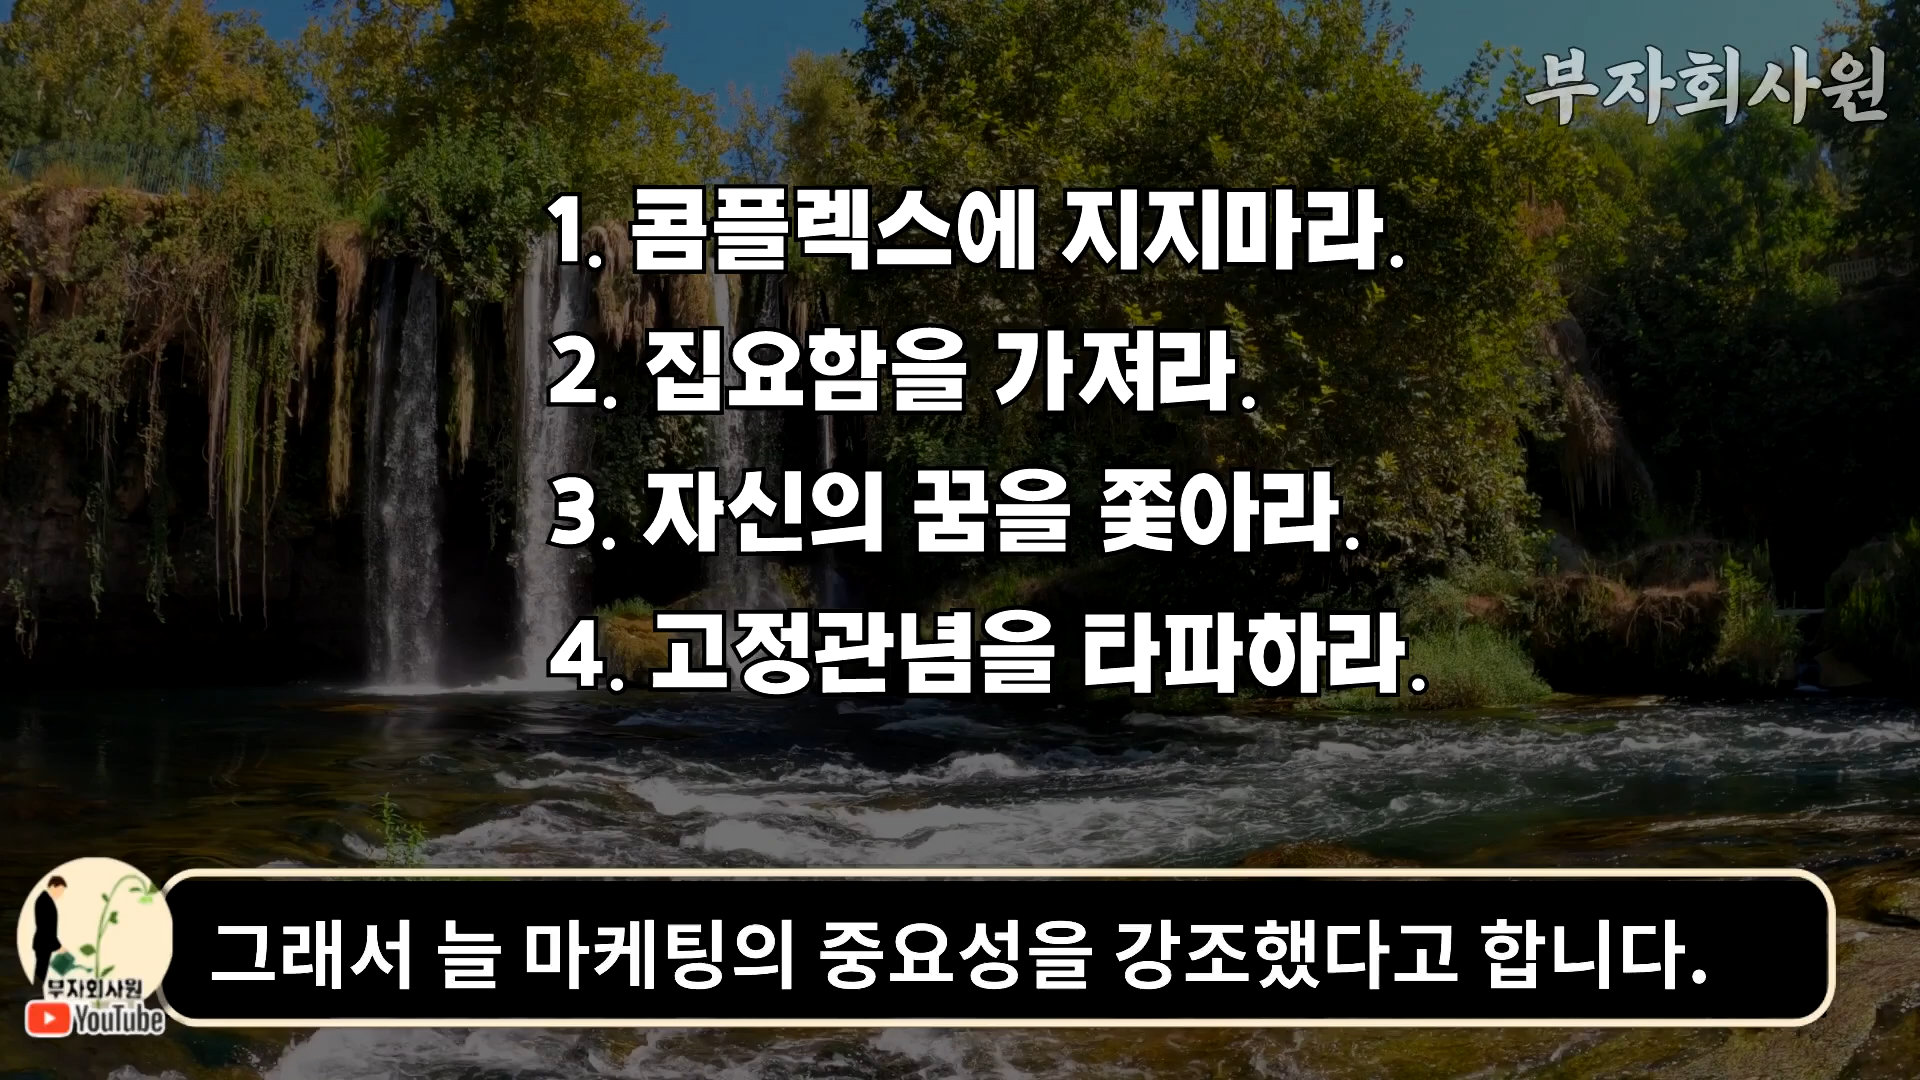 부자회사원
1. 콤플렉스에 지지마라.
2. 집요함을 가져라.
3. 자신의 꿈을 쫓아라.
4. 고정관념을 타파하라.
그래서 늘 마케팅의 중요성을 강조했다고 합니다.
부자회사원
YouTube